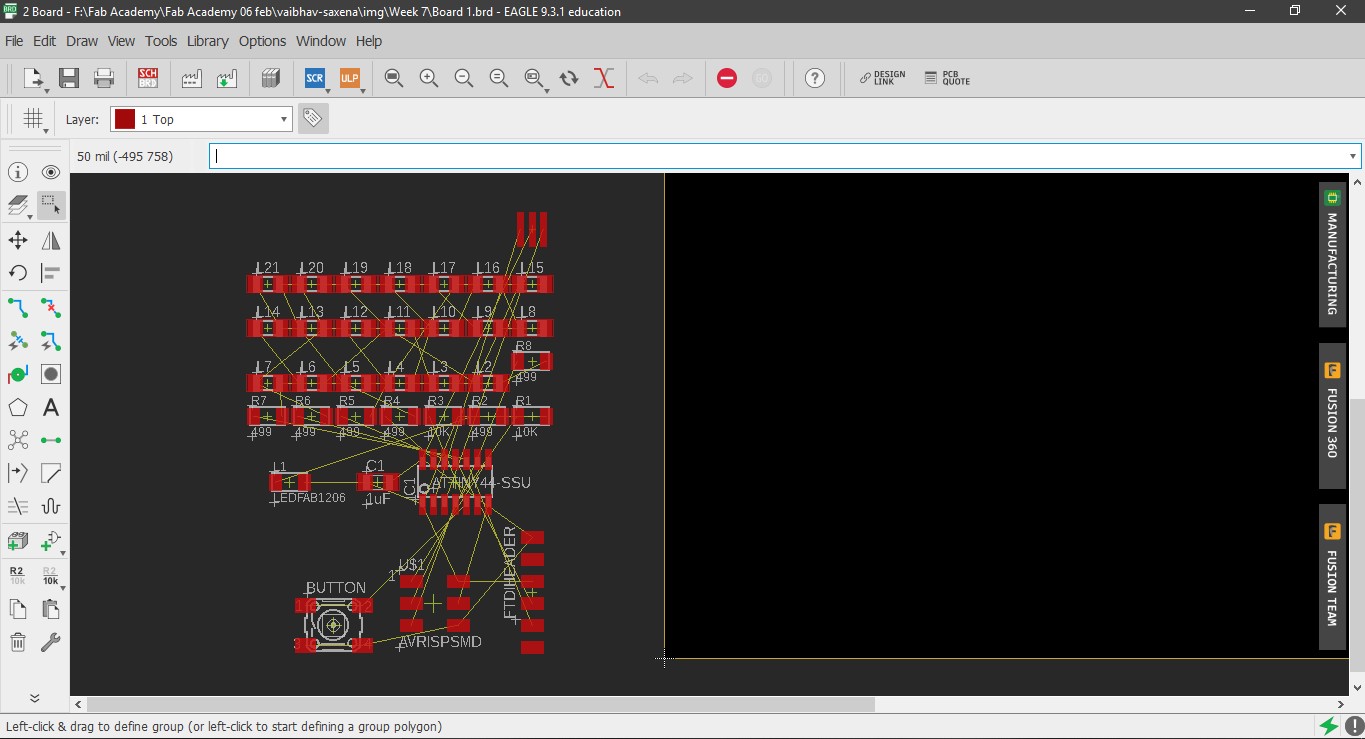 2 Board - F:\Fab Academy\Fab Academy 06 feb\vaibhav-saxena\img\Week 7\Board 1.brd - EAGLE 9.3.1 education
File Edit Draw View Tools Library Options Window Help
SCH BRD SCR ULP GO ? DESIGN LINK PCB QUOTE
Layer: 1 Top
50 mil (-495 758)
MANUFACTURING
FUSION 360
FUSION TEAM
L21 L20 L19 L18 L17 L16 L15
L14 L13 L12 L11 L10 L9 L8
R8
499
L7 L6 L5 L4 L3 L2
R7 R6 R5 R4 R3 R2 R1
499 499 499 499 10K 499 10K
L1 C1
LEDFAB1206 1uF
IC1 ATTINY44-SSU
U$1
1
FTDIHEADER
BUTTON
1 2
3 4
AVRISPSMD
R2 10k R2 10k
Left-click & drag to define group (or left-click to start defining a group polygon)